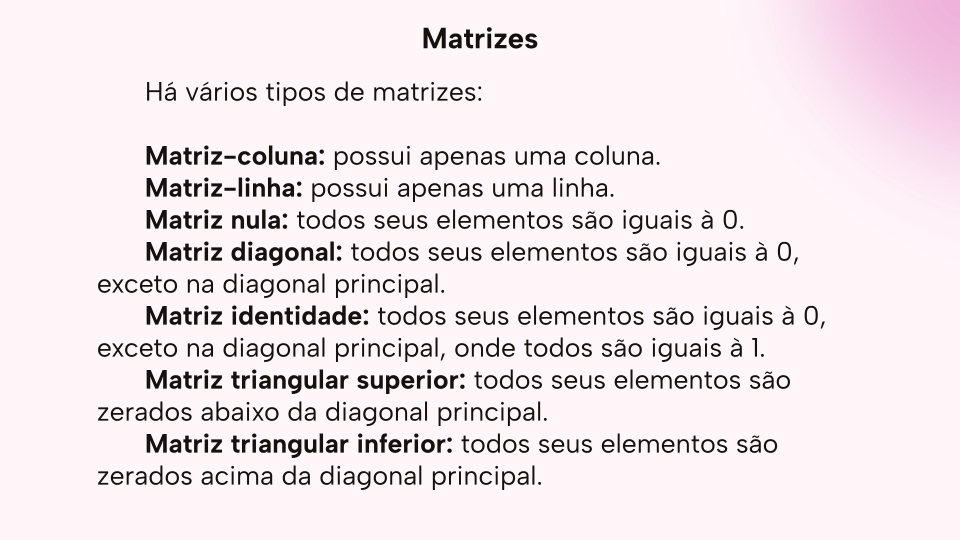 Matrizes
Há vários tipos de matrizes:
Matriz-coluna: possui apenas uma coluna.
Matriz-linha: possui apenas uma linha.
Matriz nula: todos seus elementos são iguais à 0.
Matriz diagonal: todos seus elementos são iguais à 0,
exceto na diagonal principal.
Matriz identidade: todos seus elementos são iguais à 0,
exceto na diagonal principal, onde todos são iguais à 1.
Matriz triangular superior: todos seus elementos são
zerados abaixo da diagonal principal.
Matriz triangular inferior: todos seus elementos são
zerados acima da diagonal principal.